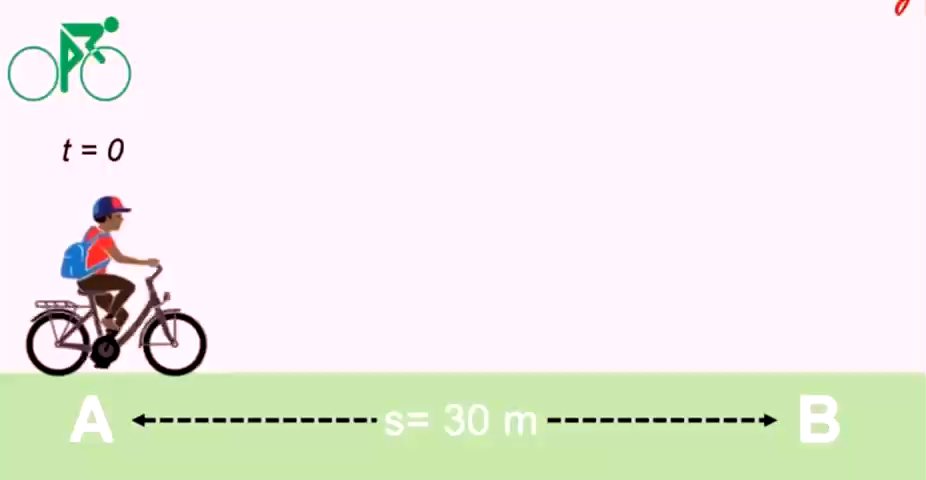 t = 0
A s= 30 m B